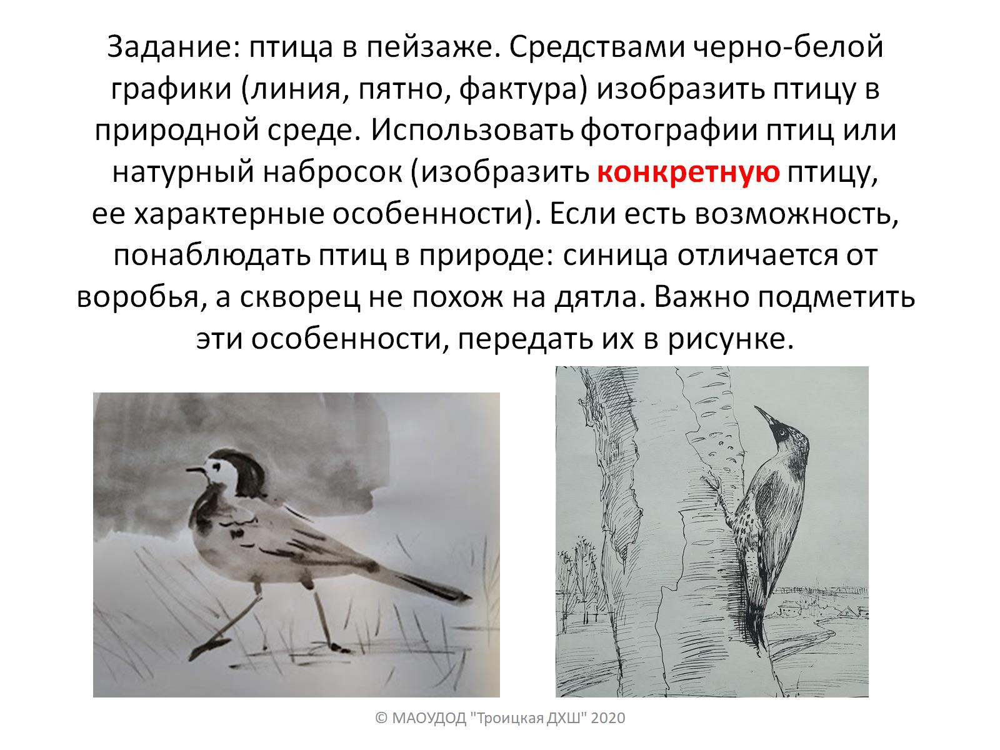 Задание: птица в пейзаже. Средствами черно-белой
графики (линия, пятно, фактура) изобразить птицу в
природной среде. Использовать фотографии птиц или
натурный набросок (изобразить конкретную птицу,
ее характерные особенности). Если есть возможность,
понаблюдать птиц в природе: синица отличается от
воробья, а скворец не похож на дятла. Важно подметить
эти особенности, передать их в рисунке.
© МАОУДОД "Троицкая ДХШ" 2020